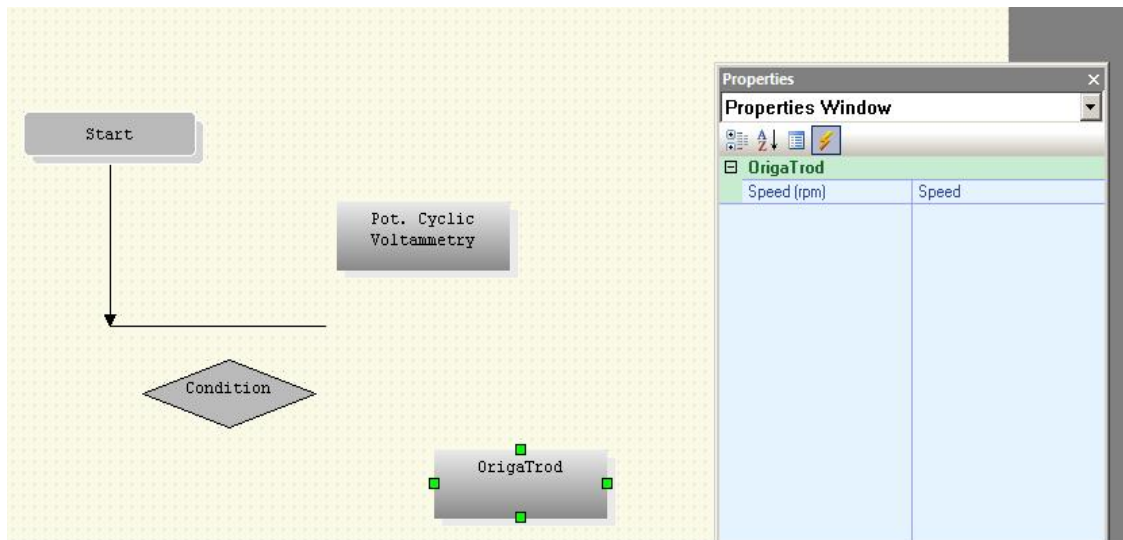 Start
Pot. Cyclic
Voltammetry
Condition
OrigaTrod
Properties
Properties Window
OrigaTrod
Speed (rpm) Speed